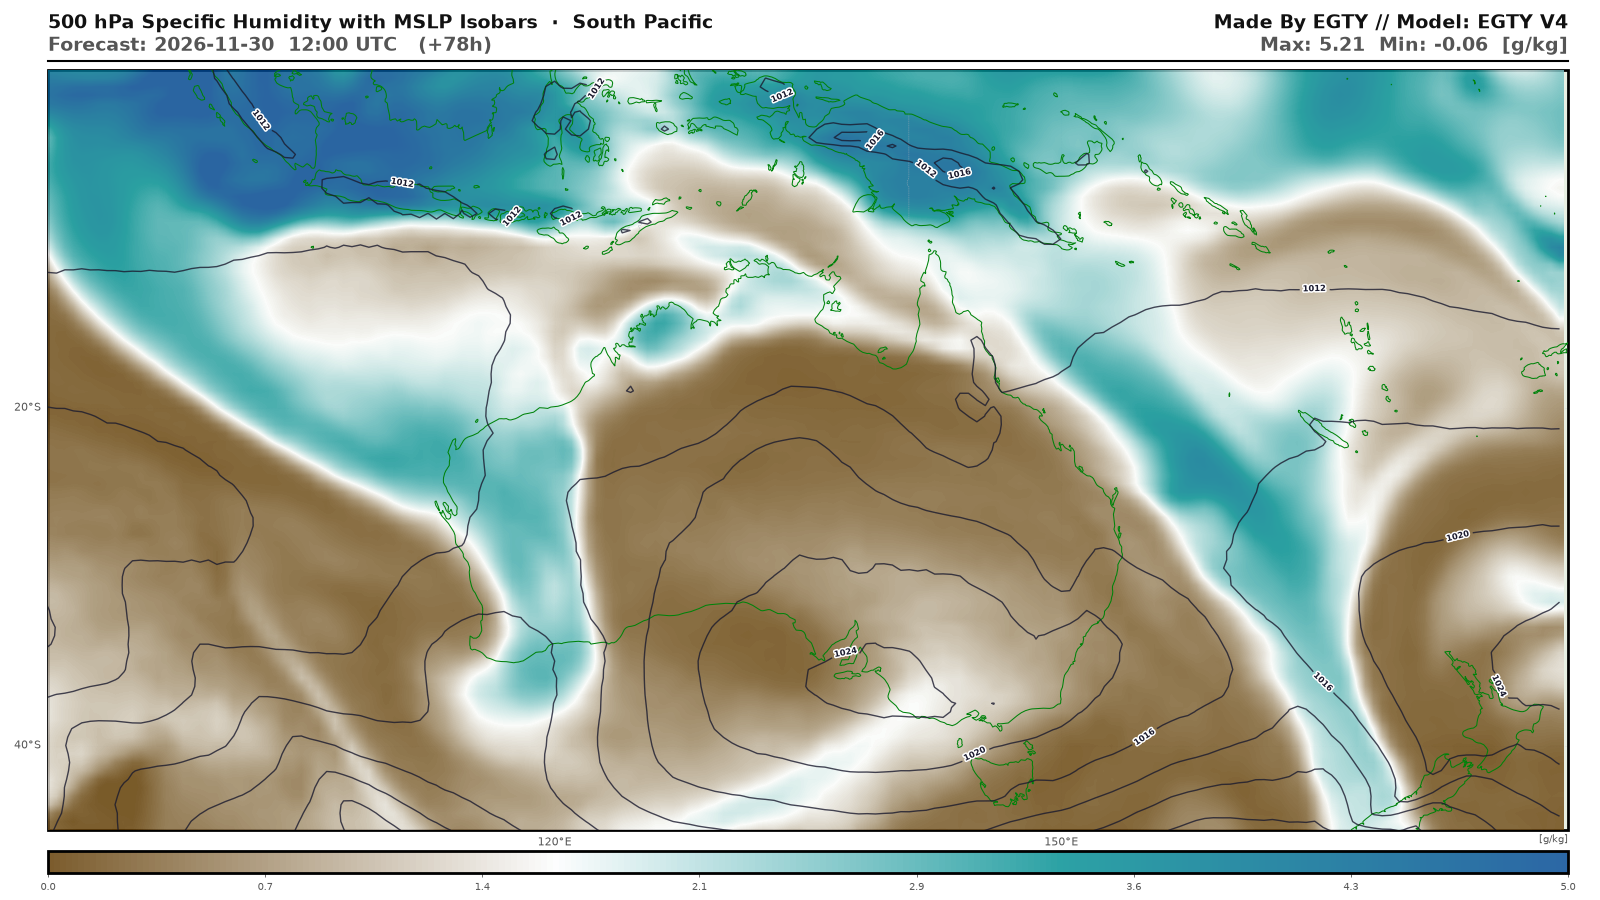 500 hPa Specific Humidity with MSLP Isobars · South Pacific
Made By EGTY // Model: EGTY V4
Forecast: 2026-11-30 12:00 UTC (+78h)
Max: 5.21 Min: -0.06 [g/kg]
1012
1012
1012
1016
1012
1016
1012
1012
1012
1012
20°S
1020
1024
1016
1024
1016
1020
40°S
120°E
150°E
[g/kg]
0.0
0.7
1.4
2.1
2.9
3.6
4.3
5.0